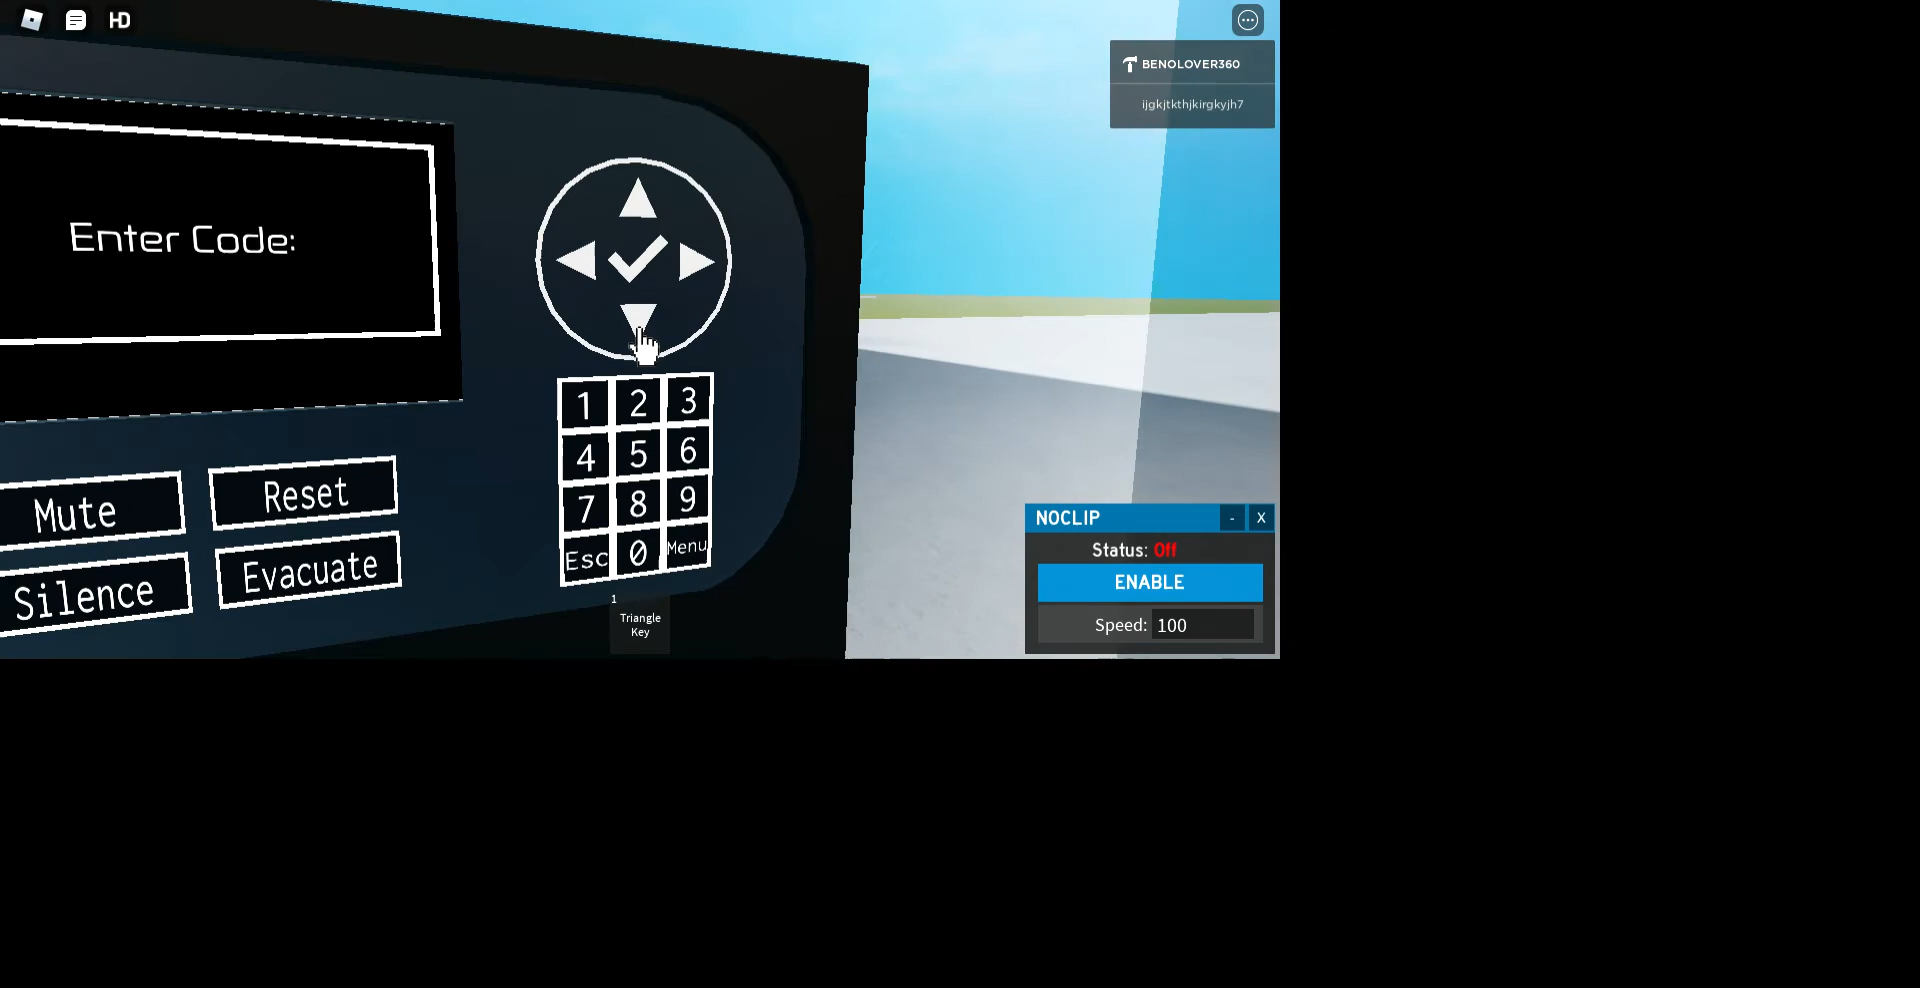 HD
BENOLOVER360
ijgkjtkthjkirgkyjh7
Enter Code:
1 2 3
4 5 6
7 8 9
Esc 0 Menu
Mute Reset
Silence Evacuate
1
Triangle
Key
NOCLIP - X
Status: Off
ENABLE
Speed: 100